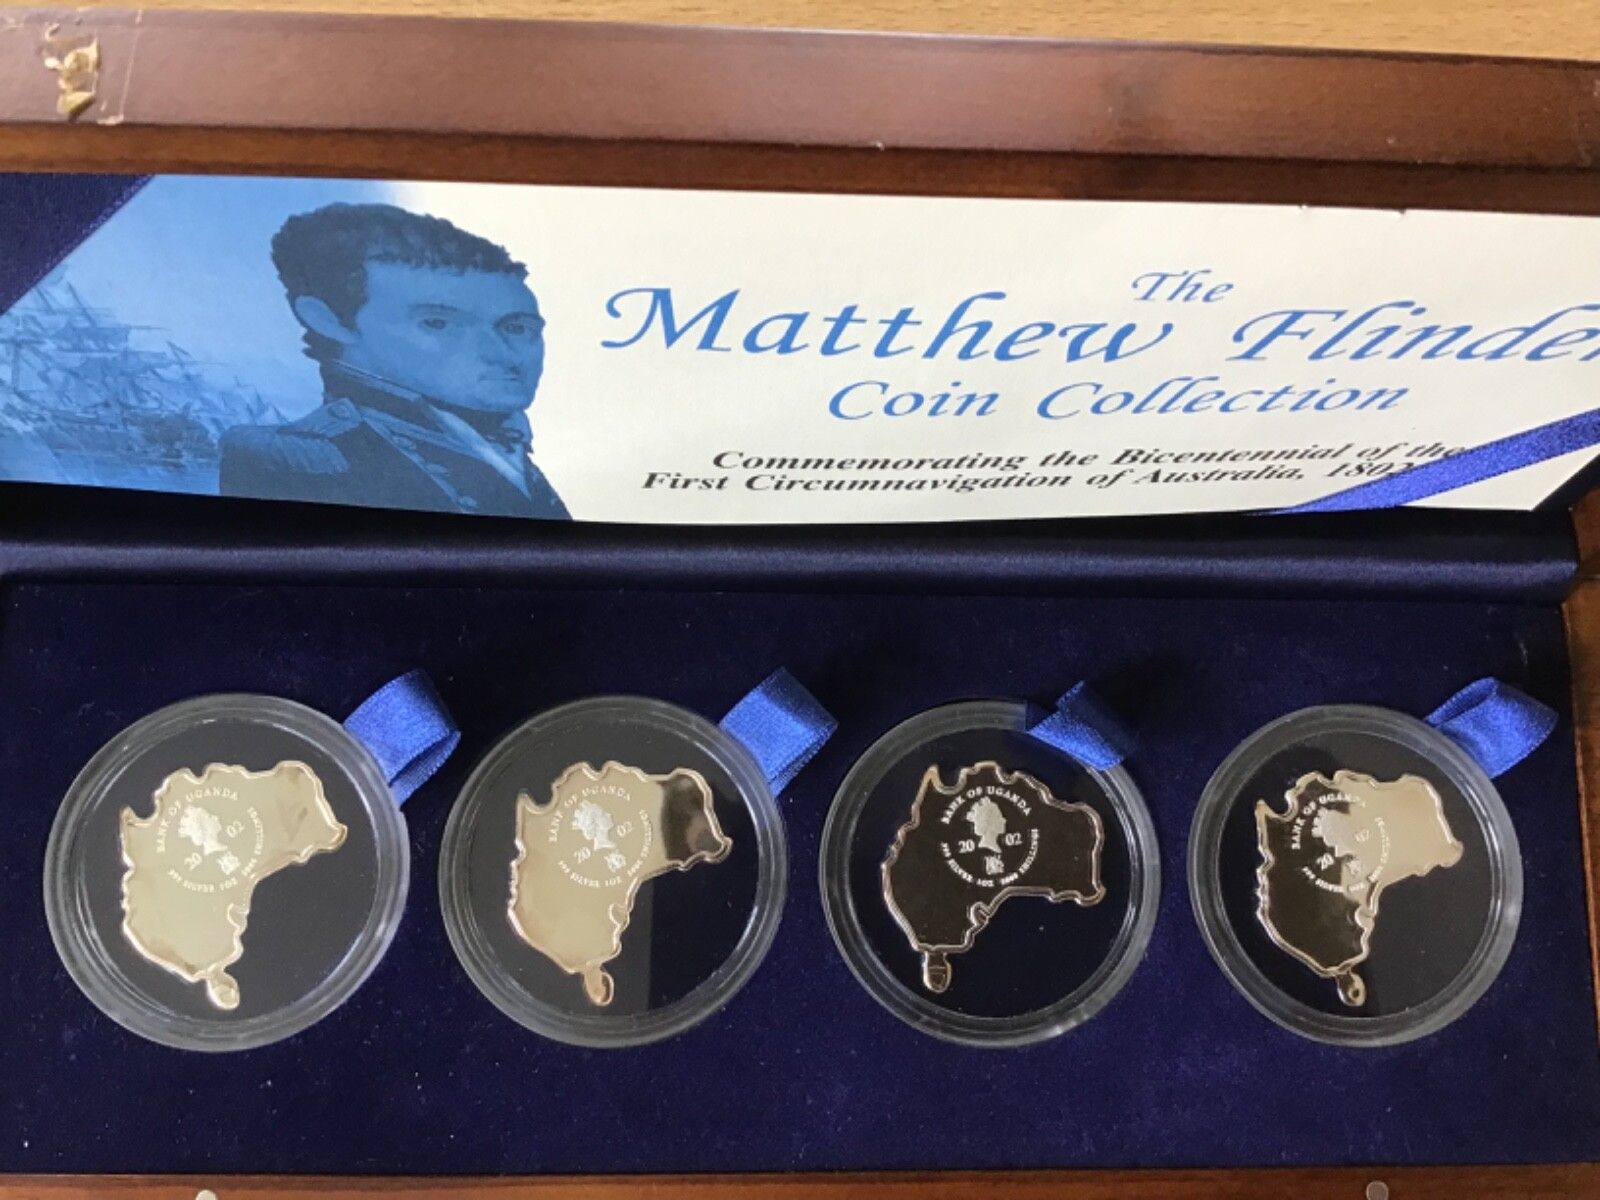 The
Matthew Flinder
Coin Collection
Commemorating the Bicentennial of the
First Circumnavigation of Australia, 1802
BANK OF UGANDA
20 02
999 SILVER 1OZ 5000 SHILLINGS
BANK OF UGANDA
20 02
999 SILVER 1OZ
BANK OF UGANDA
20 02
999 SILVER 1OZ
BANK OF UGANDA
20 02
999 SILVER 1OZ